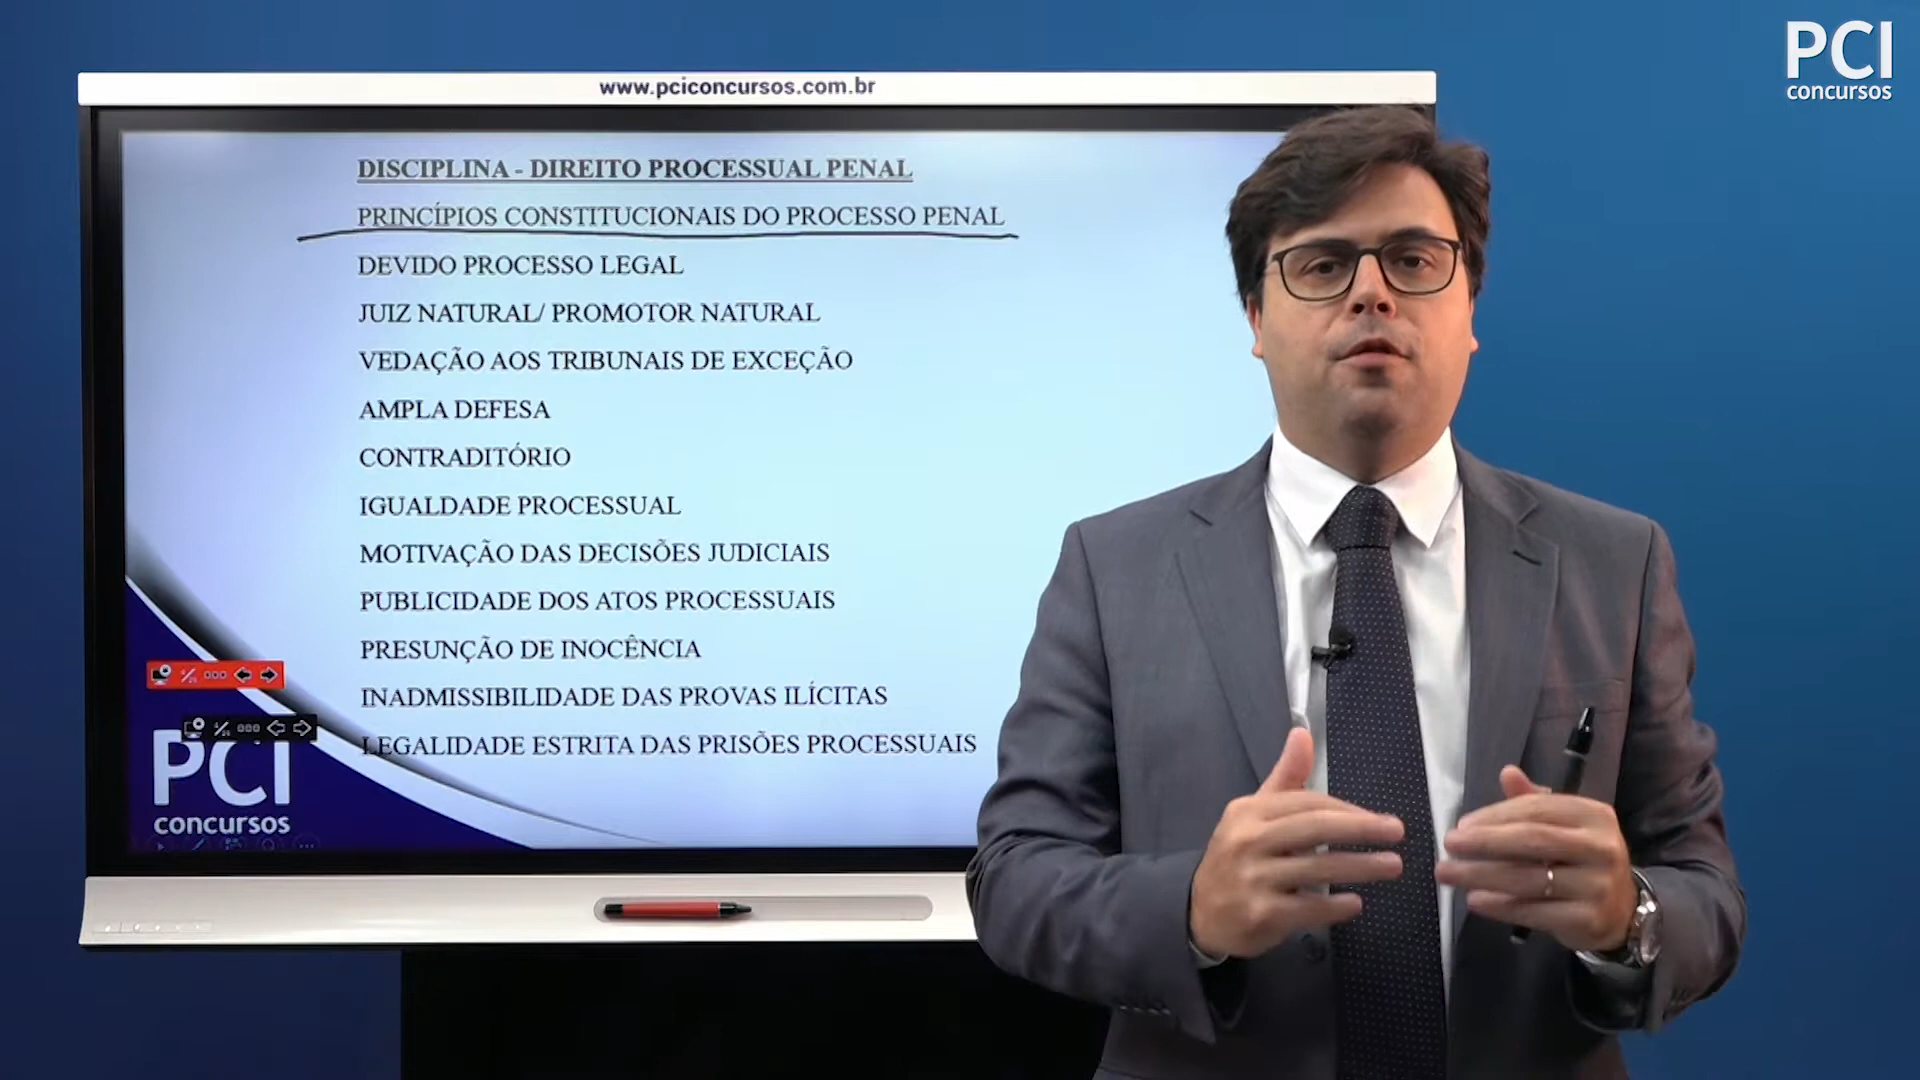 PCI
concursos
www.pciconcursos.com.br
DISCIPLINA - DIREITO PROCESSUAL PENAL
PRINCÍPIOS CONSTITUCIONAIS DO PROCESSO PENAL
DEVIDO PROCESSO LEGAL
JUIZ NATURAL/ PROMOTOR NATURAL
VEDAÇÃO AOS TRIBUNAIS DE EXCEÇÃO
AMPLA DEFESA
CONTRADITÓRIO
IGUALDADE PROCESSUAL
MOTIVAÇÃO DAS DECISÕES JUDICIAIS
PUBLICIDADE DOS ATOS PROCESSUAIS
PRESUNÇÃO DE INOCÊNCIA
INADMISSIBILIDADE DAS PROVAS ILÍCITAS
LEGALIDADE ESTRITA DAS PRISÕES PROCESSUAIS
PCI
concursos